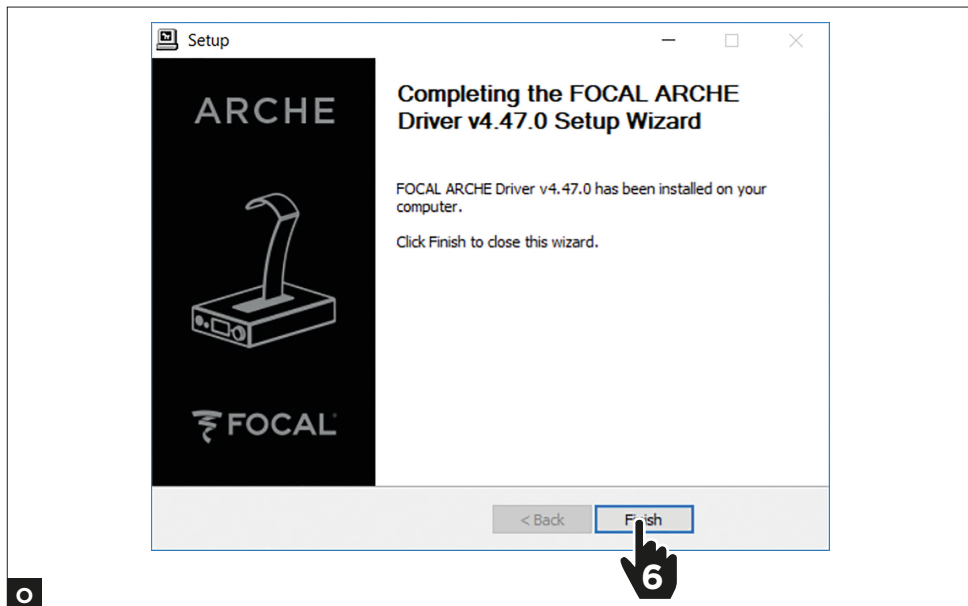 Setup
ARCHE
FOCAL
Completing the FOCAL ARCHE
Driver v4.47.0 Setup Wizard
FOCAL ARCHE Driver v4.47.0 has been installed on your
computer.
Click Finish to close this wizard.
< Back
Finish
6
O